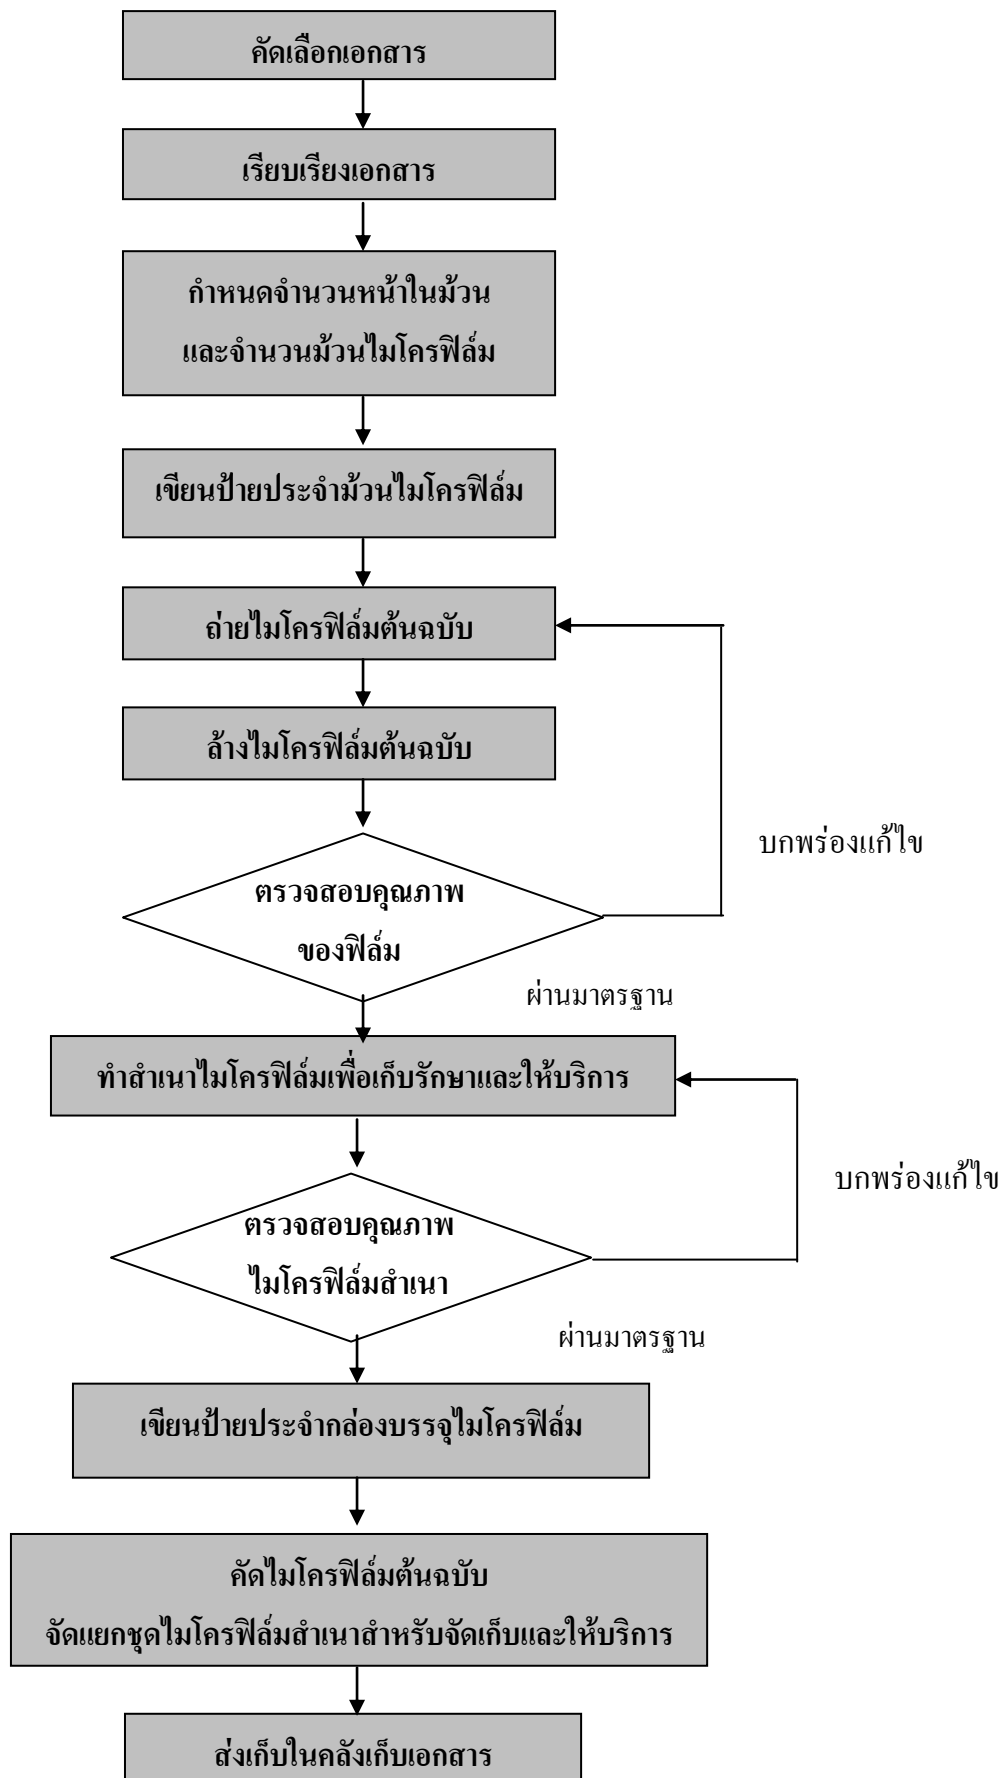 คัดเลือกเอกสาร
เรียบเรียงเอกสาร
กำหนดจำนวนหน้าในม้วน
และจำนวนม้วนไมโครฟิล์ม
เขียนป้ายประจำม้วนไมโครฟิล์ม
ถ่ายไมโครฟิล์มต้นฉบับ
ล้างไมโครฟิล์มต้นฉบับ
บกพร่องแก้ไข
ตรวจสอบคุณภาพ
ของฟิล์ม
ผ่านมาตรฐาน
ทำสำเนาไมโครฟิล์มเพื่อเก็บรักษาและให้บริการ
บกพร่องแก้ไข
ตรวจสอบคุณภาพ
ไมโครฟิล์มสำเนา
ผ่านมาตรฐาน
เขียนป้ายประจำกล่องบรรจุไมโครฟิล์ม
คัดไมโครฟิล์มต้นฉบับ
จัดแยกชุดไมโครฟิล์มสำเนาสำหรับจัดเก็บและให้บริการ
ส่งเก็บในคลังเก็บเอกสาร